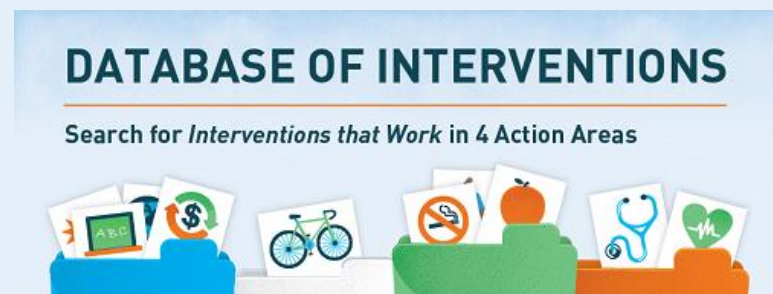 DATABASE OF INTERVENTIONS
Search for Interventions that Work in 4 Action Areas
ABC
$